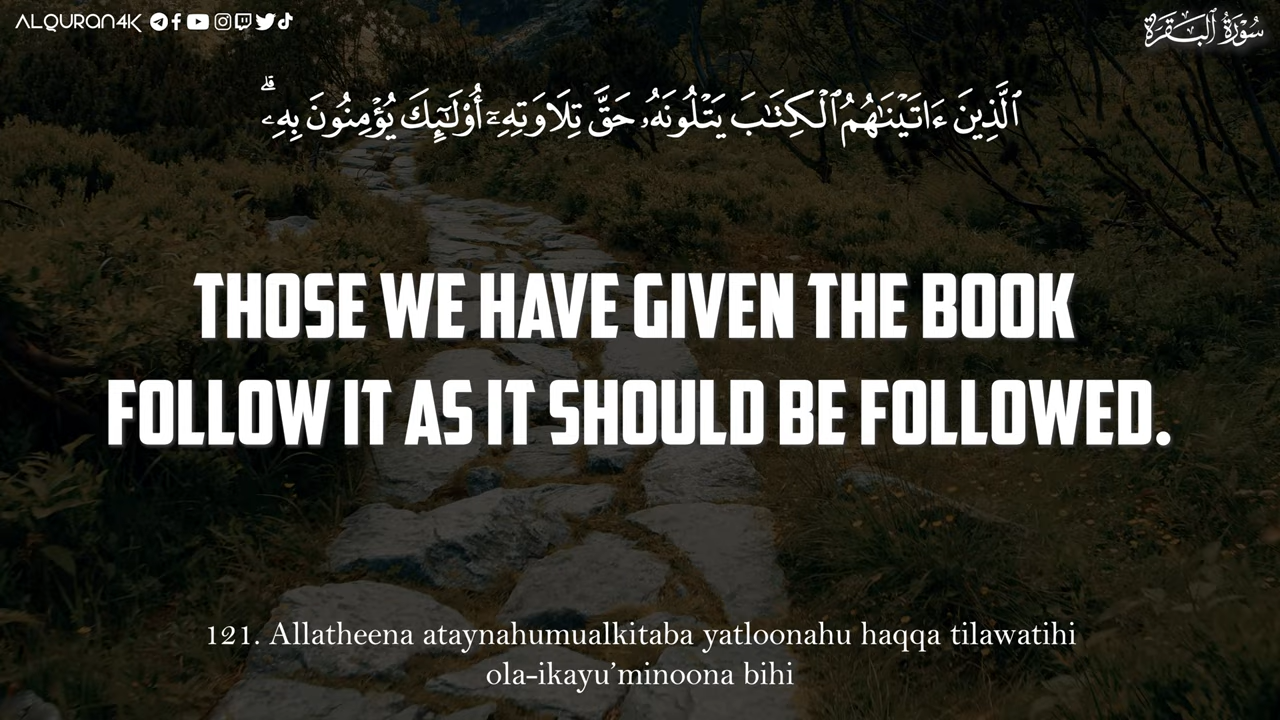 ALQURAN4K
سُورَةُ البَقَرَةِ
ٱلَّذِينَ ءَاتَيْنَٰهُمُ ٱلْكِتَٰبَ يَتْلُونَهُۥ حَقَّ تِلَاوَتِهِۦٓ أُو۟لَٰٓئِكَ يُؤْمِنُونَ بِهِۦ ۗ
THOSE WE HAVE GIVEN THE BOOK
FOLLOW IT AS IT SHOULD BE FOLLOWED.
121. Allatheena ataynahumualkitaba yatloonahu haqqa tilawatihi
ola-ikayu'minoona bihi